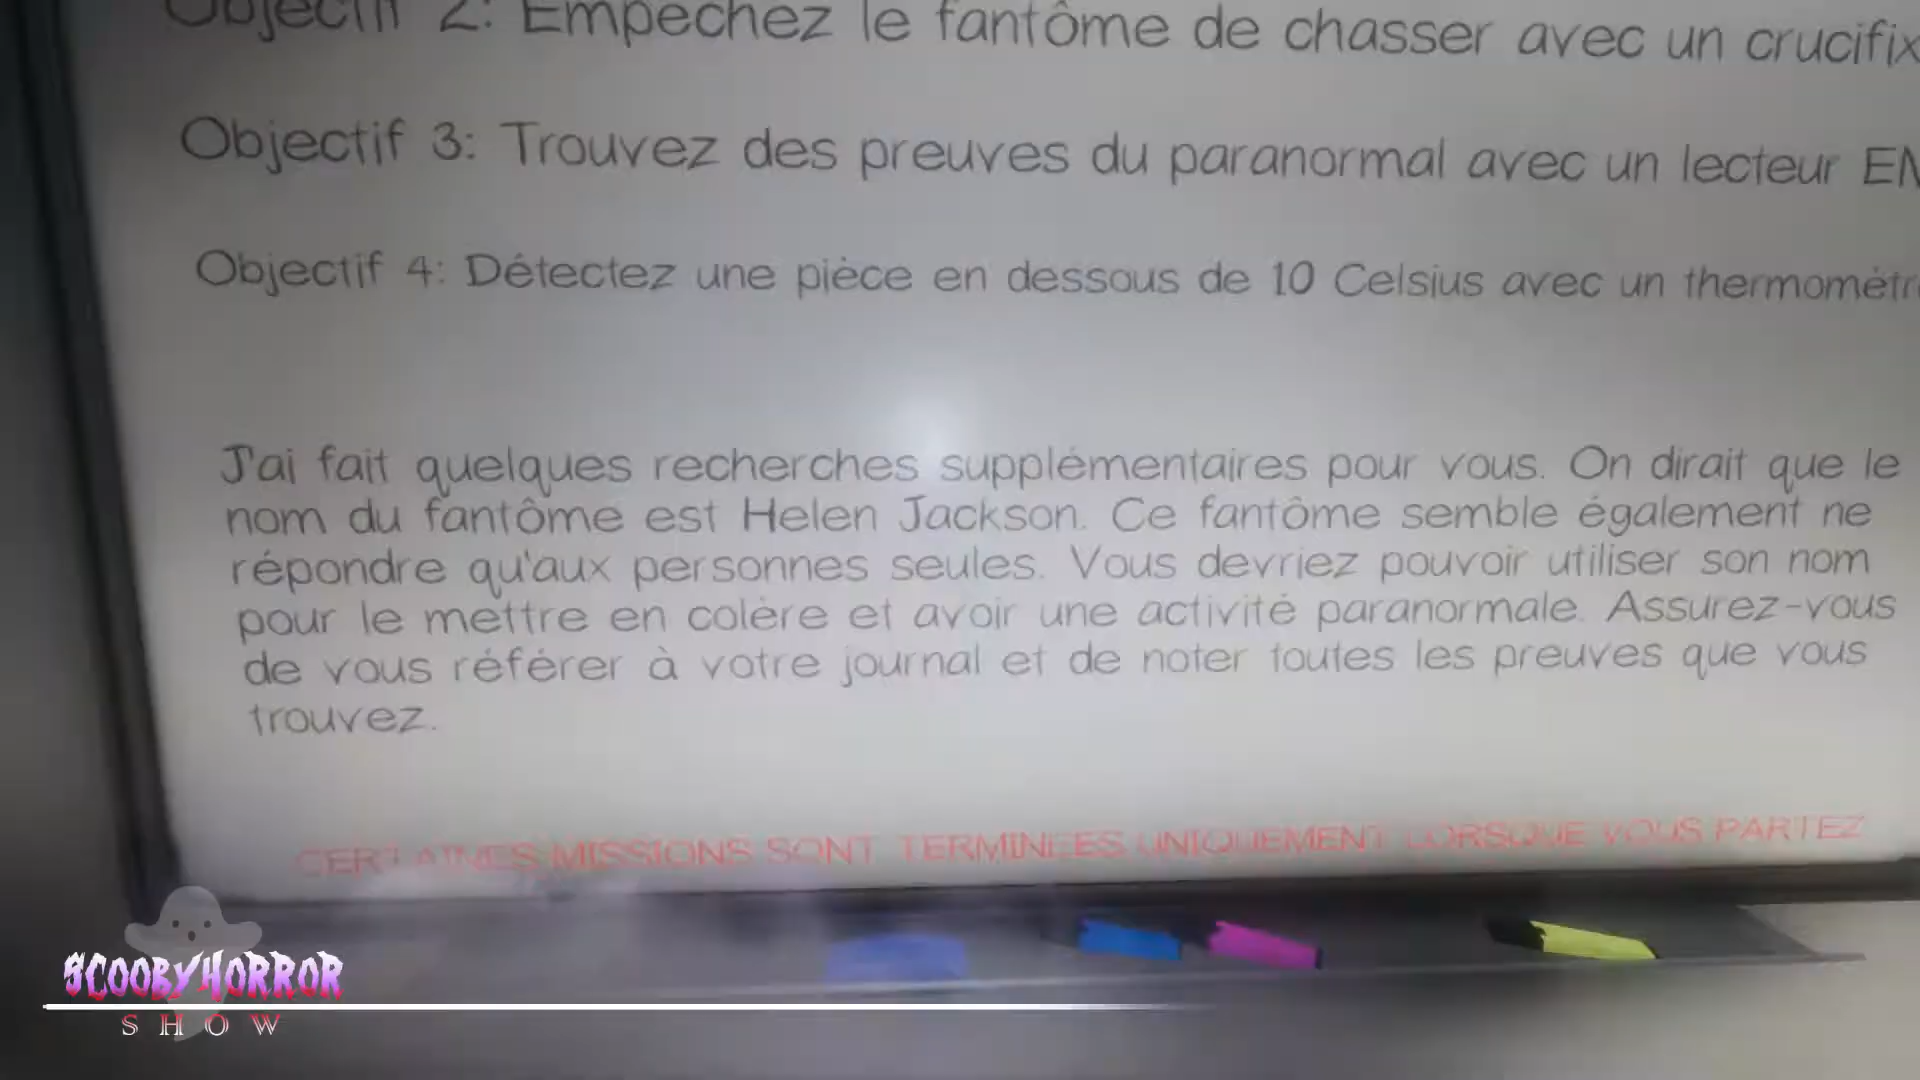 Objectif 2: Empêchez le fantôme de chasser avec un crucifix
Objectif 3: Trouvez des preuves du paranormal avec un lecteur EM
Objectif 4: Détectez une pièce en dessous de 10 Celsius avec un thermomètr
J'ai fait quelques recherches supplémentaires pour vous. On dirait que le
nom du fantôme est Helen Jackson. Ce fantôme semble également ne
répondre qu'aux personnes seules. Vous devriez pouvoir utiliser son nom
pour le mettre en colère et avoir une activité paranormale. Assurez-vous
de vous référer à votre journal et de noter toutes les preuves que vous
trouvez.
CERTAINES MISSIONS SONT TERMINÉES UNIQUEMENT LORSQUE VOUS PARTEZ
SCOOBYHORROR
SHOW